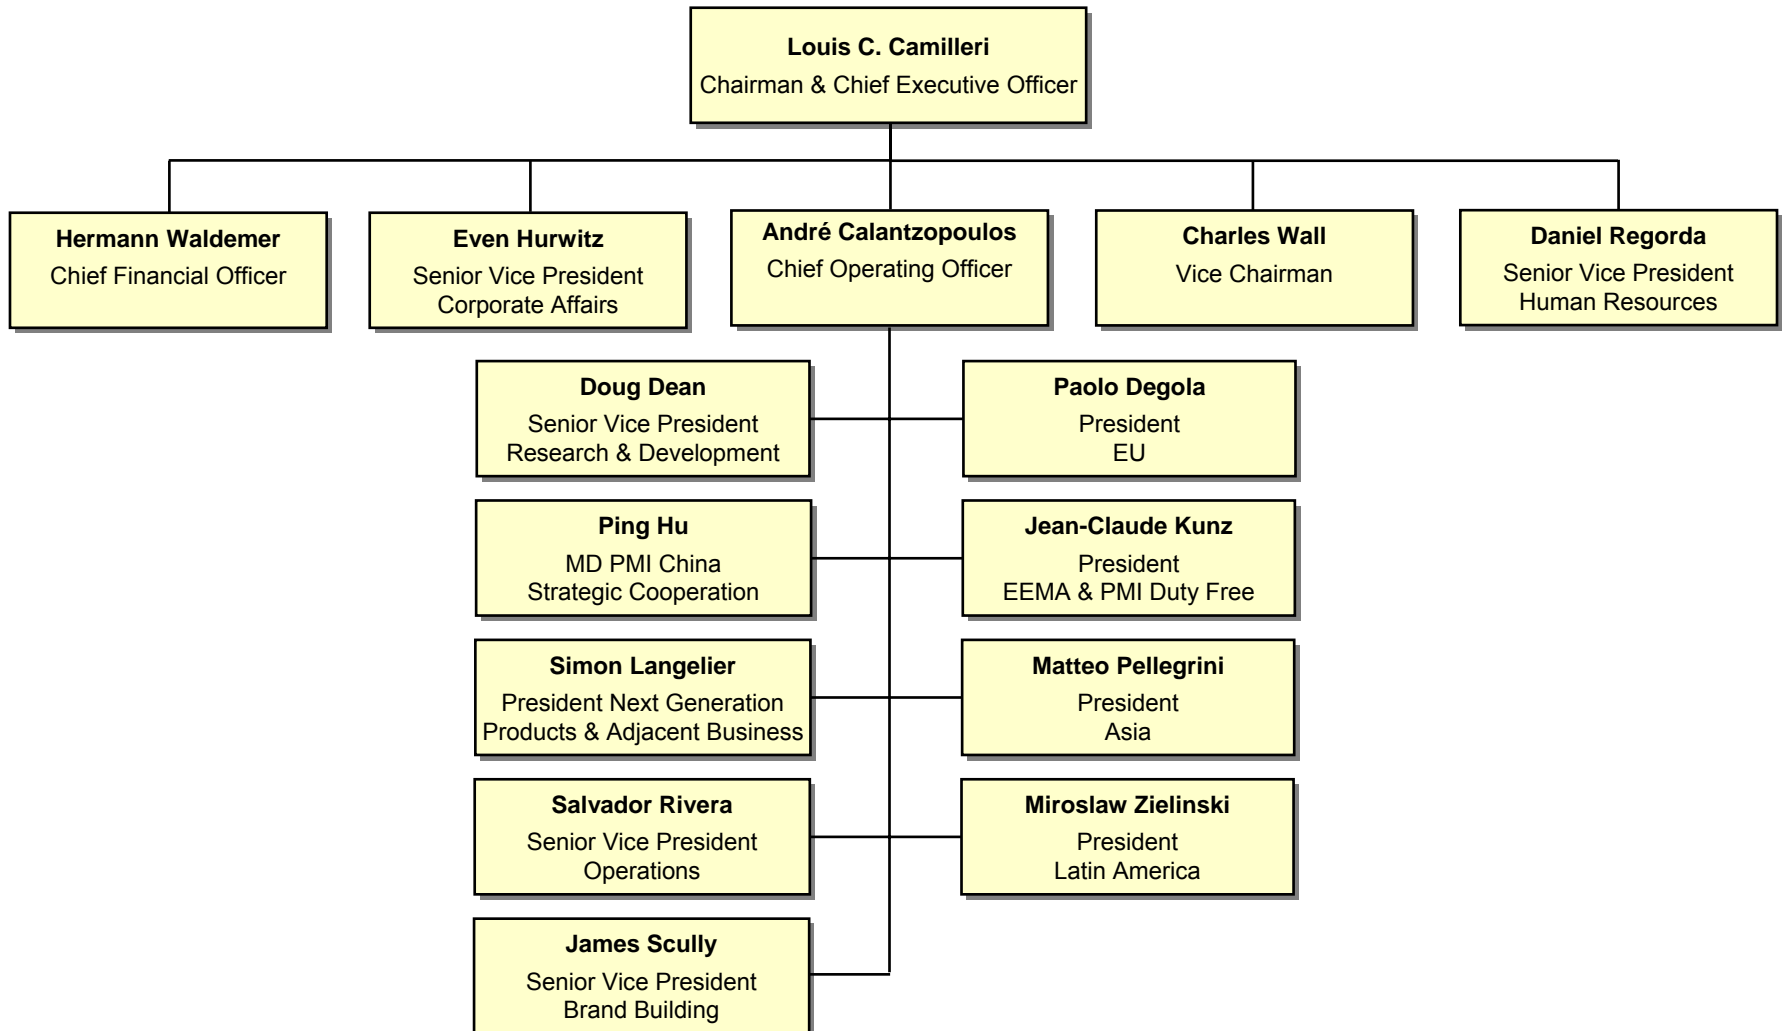 Louis C. Camilleri
Chairman & Chief Executive Officer
Hermann Waldemer
Chief Financial Officer
Even Hurwitz
Senior Vice President
Corporate Affairs
André Calantzopoulos
Chief Operating Officer
Charles Wall
Vice Chairman
Daniel Regorda
Senior Vice President
Human Resources
Doug Dean
Senior Vice President
Research & Development
Paolo Degola
President
EU
Ping Hu
MD PMI China
Strategic Cooperation
Jean-Claude Kunz
President
EEMA & PMI Duty Free
Simon Langelier
President Next Generation
Products & Adjacent Business
Matteo Pellegrini
President
Asia
Salvador Rivera
Senior Vice President
Operations
Miroslaw Zielinski
President
Latin America
James Scully
Senior Vice President
Brand Building